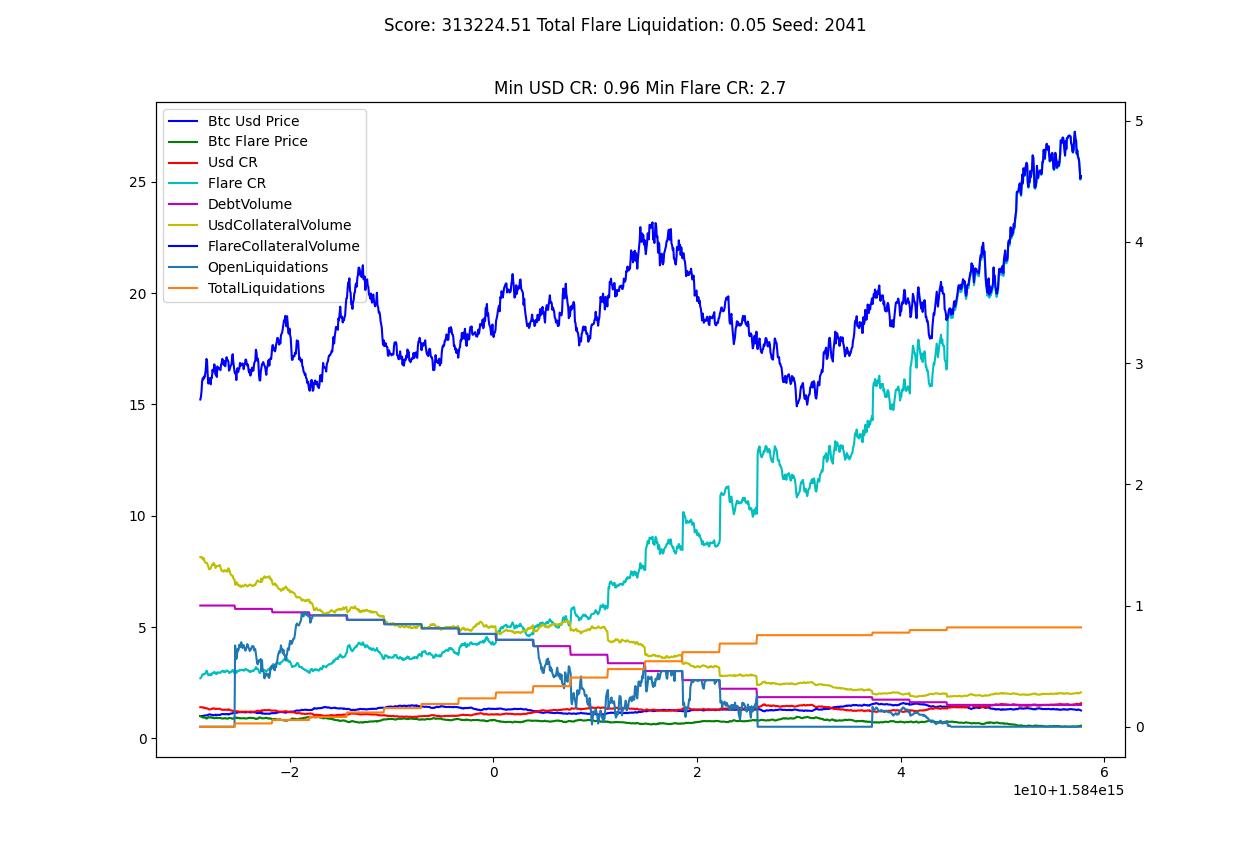 Score: 313224.51 Total Flare Liquidation: 0.05 Seed: 2041
Min USD CR: 0.96 Min Flare CR: 2.7
Btc Usd Price
Btc Flare Price
Usd CR
Flare CR
DebtVolume
UsdCollateralVolume
FlareCollateralVolume
OpenLiquidations
TotalLiquidations
25
20
15
10
5
0
5
4
3
2
1
0
−2
0
2
4
6
1e10+1.584e15